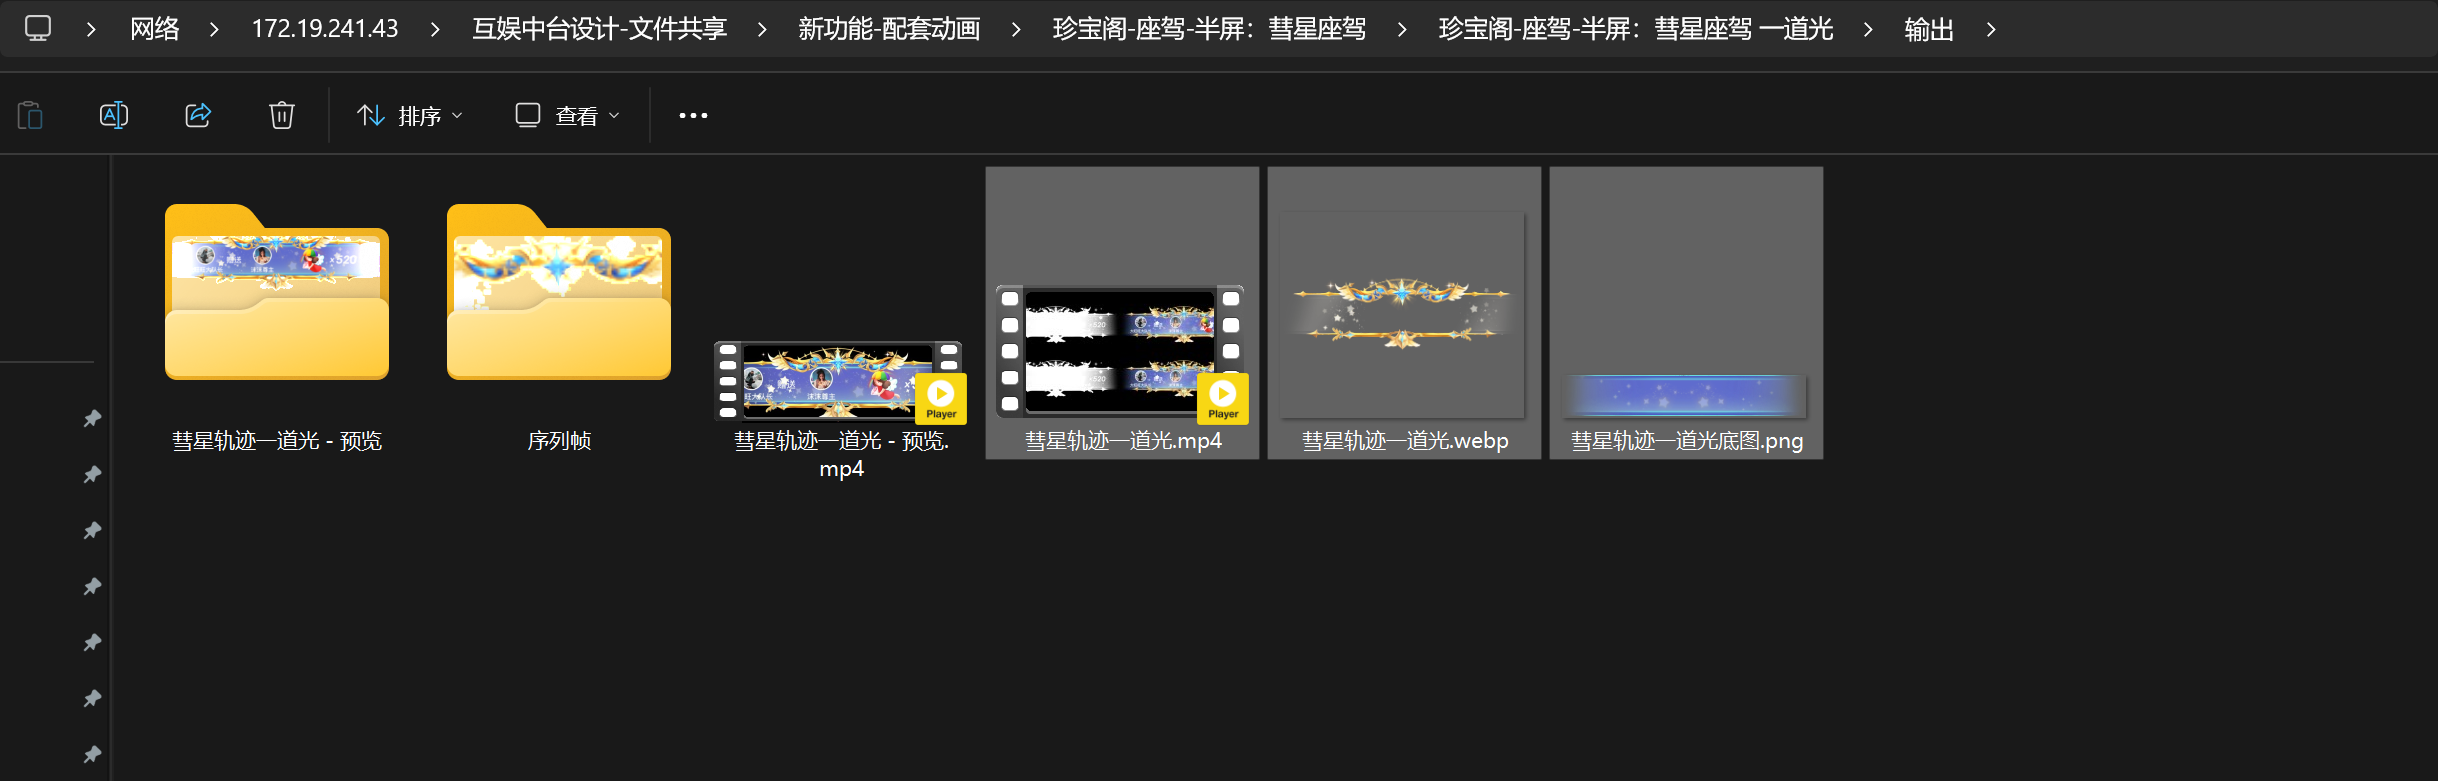 网络 172.19.241.43 互娱中台设计-文件共享 新功能-配套动画 珍宝阁-座驾-半屏：彗星座驾 珍宝阁-座驾-半屏：彗星座驾 一道光 输出
排序 查看
赠送 ×520
Player
Player
彗星轨迹一道光 - 预览
序列帧
彗星轨迹一道光 - 预览.
mp4
彗星轨迹一道光.mp4
彗星轨迹一道光.webp
彗星轨迹一道光底图.png